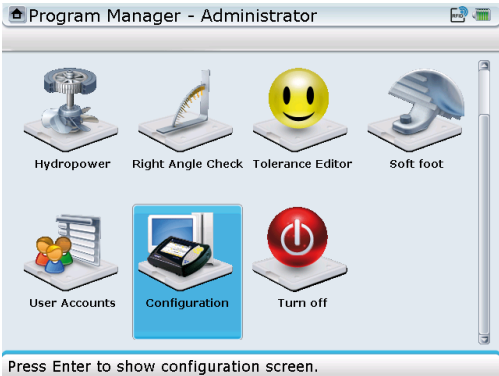 Program Manager - Administrator
RFID
Hydropower
Right Angle Check
Tolerance Editor
Soft foot
User Accounts
Configuration
Turn off
Press Enter to show configuration screen.